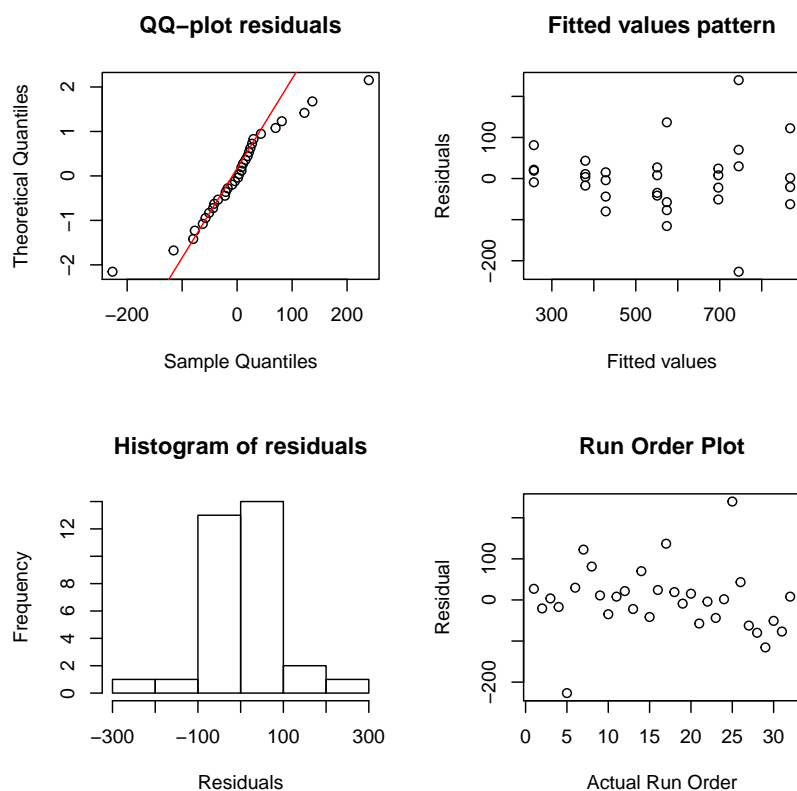 QQ−plot residuals
Theoretical Quantiles
−2 −1 0 1 2
−200 0 100 200
Sample Quantiles
Fitted values pattern
Residuals
−200 0 100
300 500 700
Fitted values
Histogram of residuals
Frequency
0 2 4 6 8 12
−300 −100 100 300
Residuals
Run Order Plot
Residual
−200 0 100
0 5 10 15 20 25 30
Actual Run Order